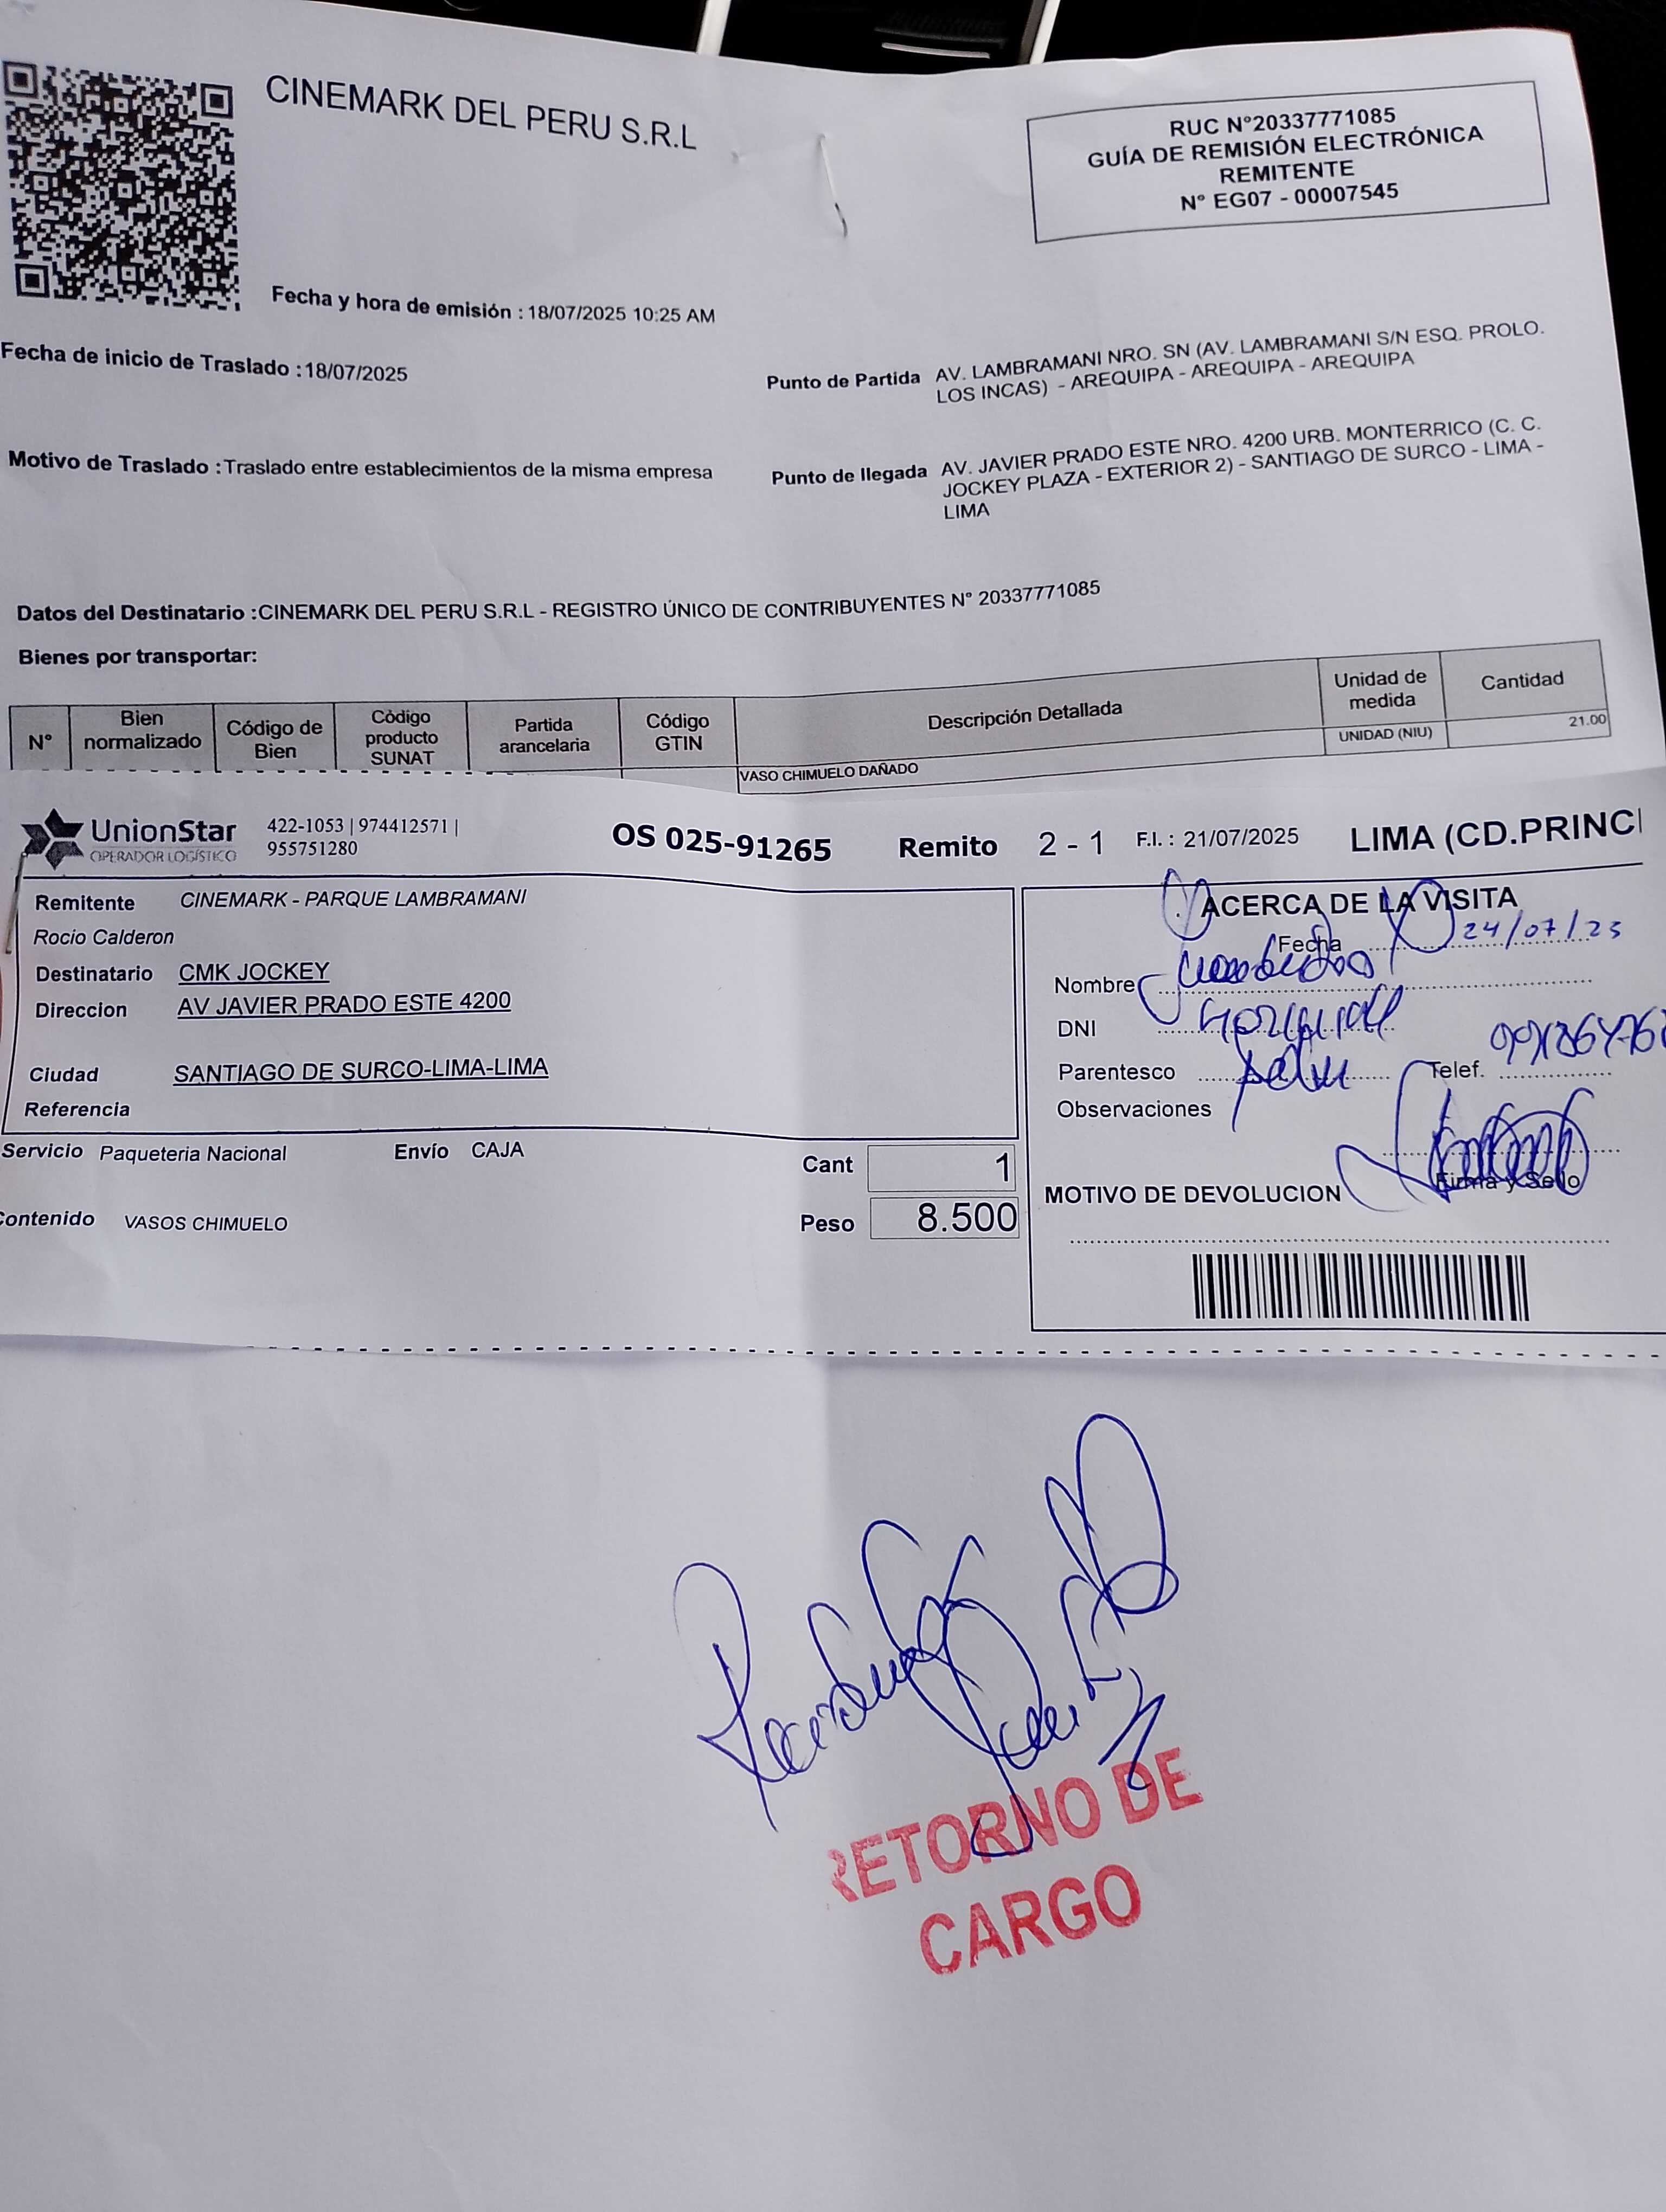 CINEMARK DEL PERU S.R.L
RUC N°20337771085
GUÍA DE REMISIÓN ELECTRÓNICA
REMITENTE
N° EG07 - 00007545
Fecha y hora de emisión : 18/07/2025 10:25 AM
Fecha de inicio de Traslado : 18/07/2025
Punto de Partida AV. LAMBRAMANI NRO. SN (AV. LAMBRAMANI S/N ESQ. PROLO.
LOS INCAS) - AREQUIPA - AREQUIPA - AREQUIPA
Motivo de Traslado : Traslado entre establecimientos de la misma empresa
Punto de llegada AV. JAVIER PRADO ESTE NRO. 4200 URB. MONTERRICO (C. C.
JOCKEY PLAZA - EXTERIOR 2) - SANTIAGO DE SURCO - LIMA -
LIMA
Datos del Destinatario : CINEMARK DEL PERU S.R.L - REGISTRO ÚNICO DE CONTRIBUYENTES N° 20337771085
Bienes por transportar:
N° Bien normalizado Código de Bien Código producto SUNAT Partida arancelaria Código GTIN Descripción Detallada Unidad de medida Cantidad
VASO CHIMUELO DAÑADO UNIDAD (NIU) 21.00
UnionStar
OPERADOR LOGÍSTICO
422-1053 | 974412571 |
955751280
OS 025-91265 Remito 2 - 1 F.I. : 21/07/2025 LIMA (CD.PRINCI
Remitente CINEMARK - PARQUE LAMBRAMANI
Rocio Calderon
Destinatario CMK JOCKEY
Direccion AV JAVIER PRADO ESTE 4200
Ciudad SANTIAGO DE SURCO-LIMA-LIMA
Referencia
Servicio Paqueteria Nacional Envío CAJA
Cant 1
Contenido VASOS CHIMUELO
Peso 8.500
ACERCA DE LA VISITA
Fecha 24/07/25
Nombre
DNI
Parentesco
Telef.
Observaciones
Firma y Sello
MOTIVO DE DEVOLUCION
RETORNO DE
CARGO